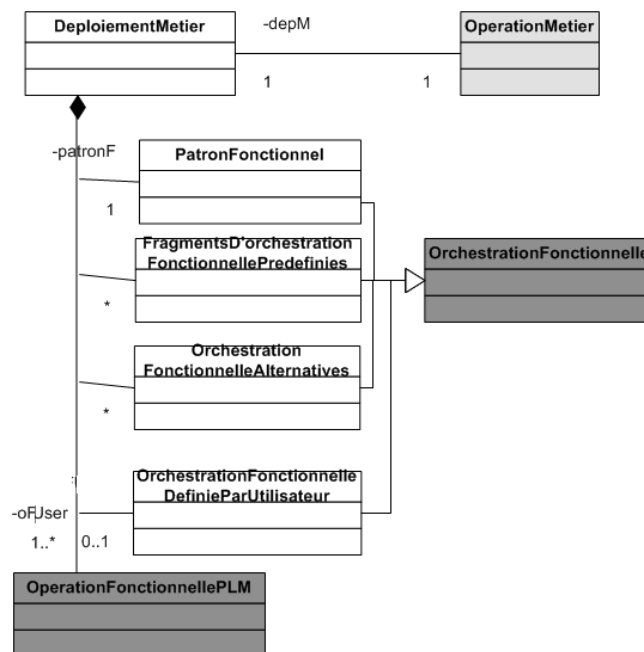 DeploiementMetier
-depM
OperationMetier
1
1
-patronF
PatronFonctionnel
1
FragmentsD'orchestration
FonctionnellePredefinies
OrchestrationFonctionnelle
*
Orchestration
FonctionnelleAlternatives
*
OrchestrationFonctionnelle
DefinieParUtilisateur
-oFUser
1..*
0..1
OperationFonctionnellePLM